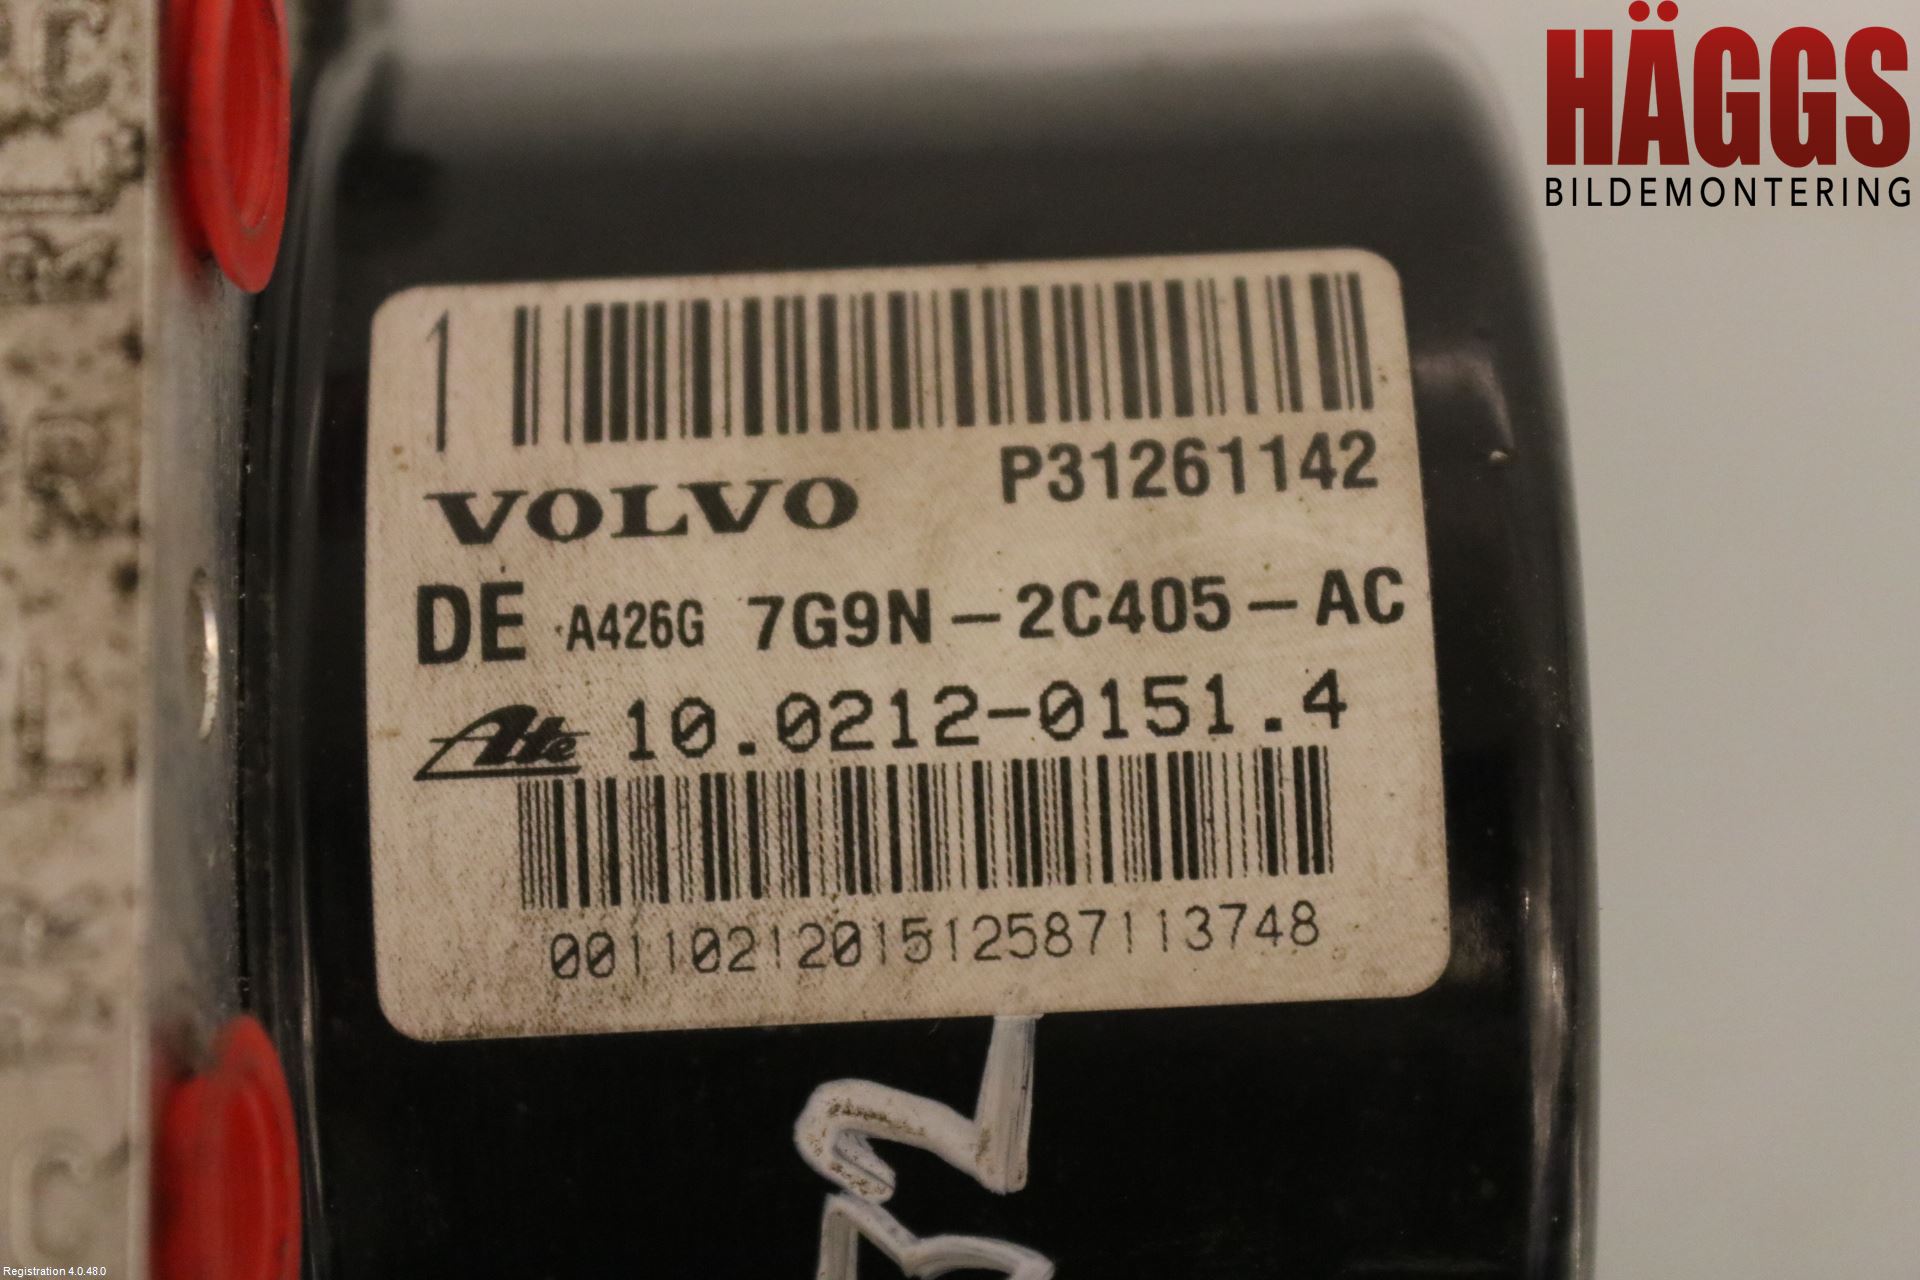 HÄGGS
BILDEMONTERING
1
P31261142
VOLVO
DE A426G 7G9N-2C405-AC
Ate 10.0212-0151.4
0011021201512587113748
Registration 4.0.48.0